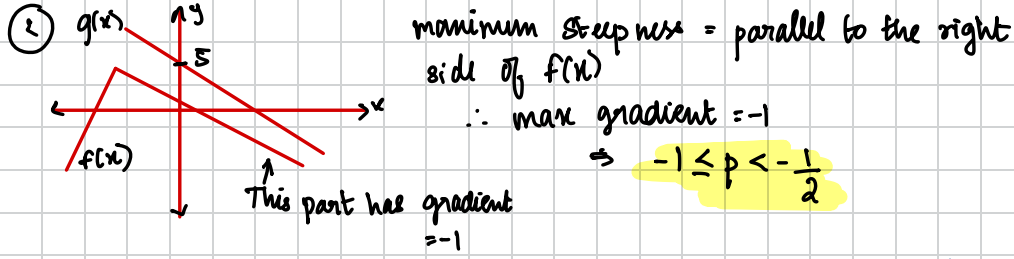 ②
g(x)
y
5
x
f(x)
This part has gradient
= -1
maximum steepness = parallel to the right
side of f(x)
∴ max gradient = -1
⇒ -1 ≤ p < -1/2